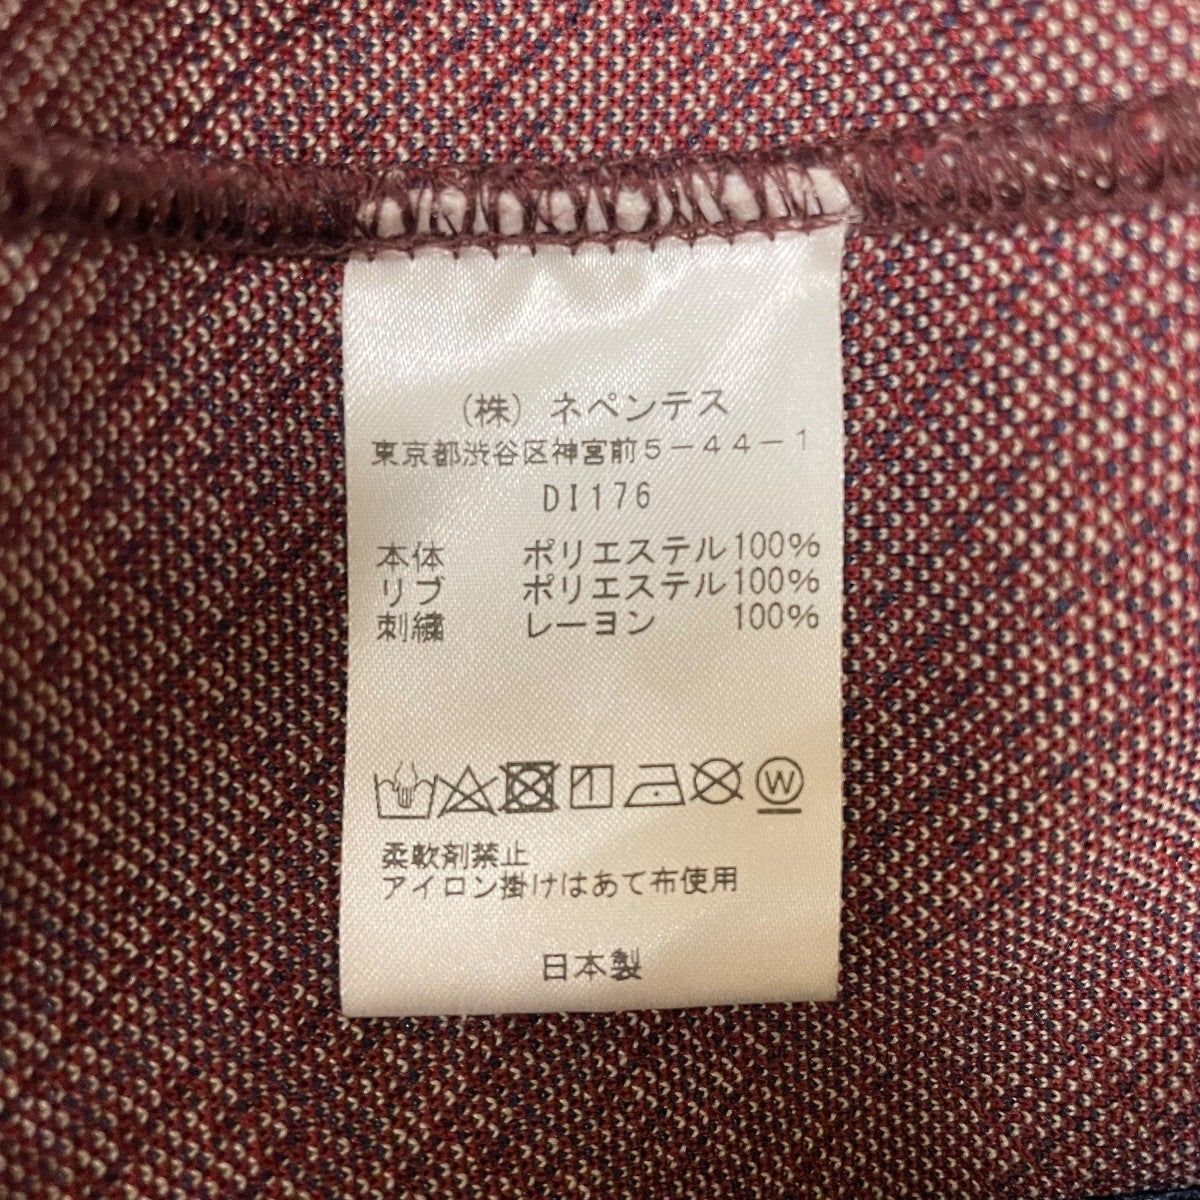 (株) ネペンテス
東京都渋谷区神宮前5-44-1
DI176
本体 ポリエステル100%
リブ ポリエステル100%
刺繍 レーヨン 100%
W
柔軟剤禁止
アイロン掛けはあて布使用
日本製